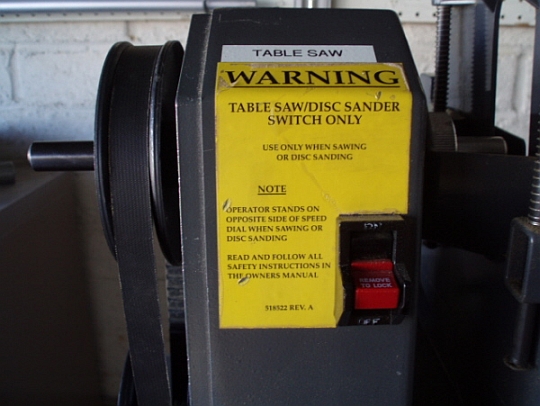 TABLE SAW
WARNING
TABLE SAW/DISC SANDER
SWITCH ONLY
USE ONLY WHEN SAWING
OR DISC SANDING
NOTE
OPERATOR STANDS ON
OPPOSITE SIDE OF SPEED
DIAL WHEN SAWING OR
DISC SANDING
READ AND FOLLOW ALL
SAFETY INSTRUCTIONS IN
THE OWNERS MANUAL
518522 REV. A
REMOVE
TO LOCK